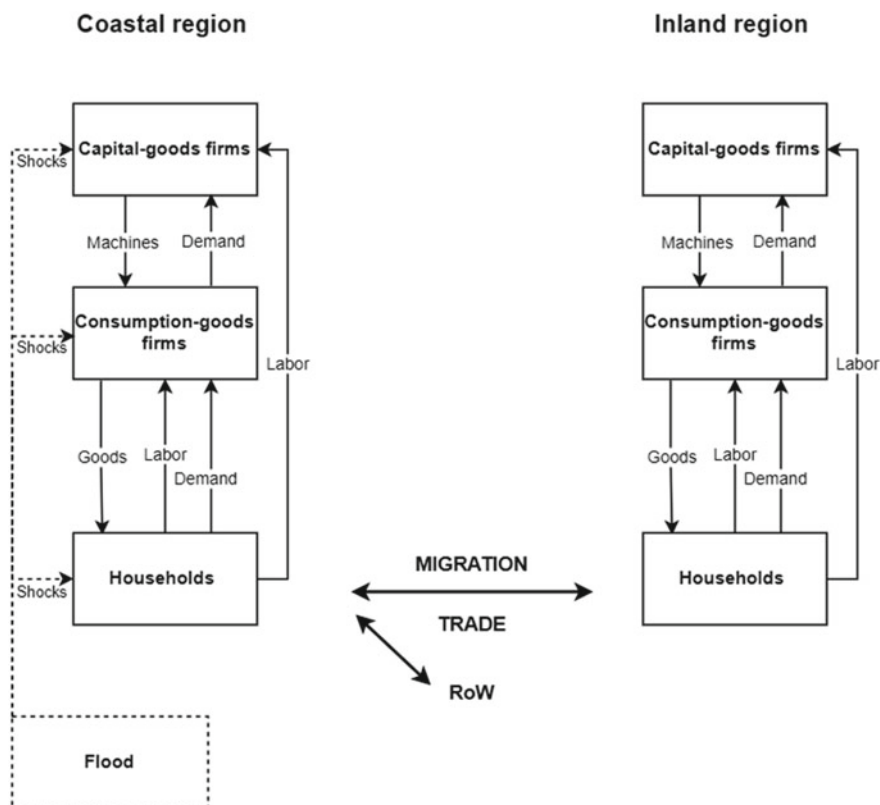 Coastal region
Inland region
Capital-goods firms
Capital-goods firms
Shocks
Machines
Demand
Machines
Demand
Consumption-goods
firms
Consumption-goods
firms
Shocks
Labor
Labor
Goods
Labor
Demand
Goods
Labor
Demand
Households
Households
Shocks
MIGRATION
TRADE
RoW
Flood